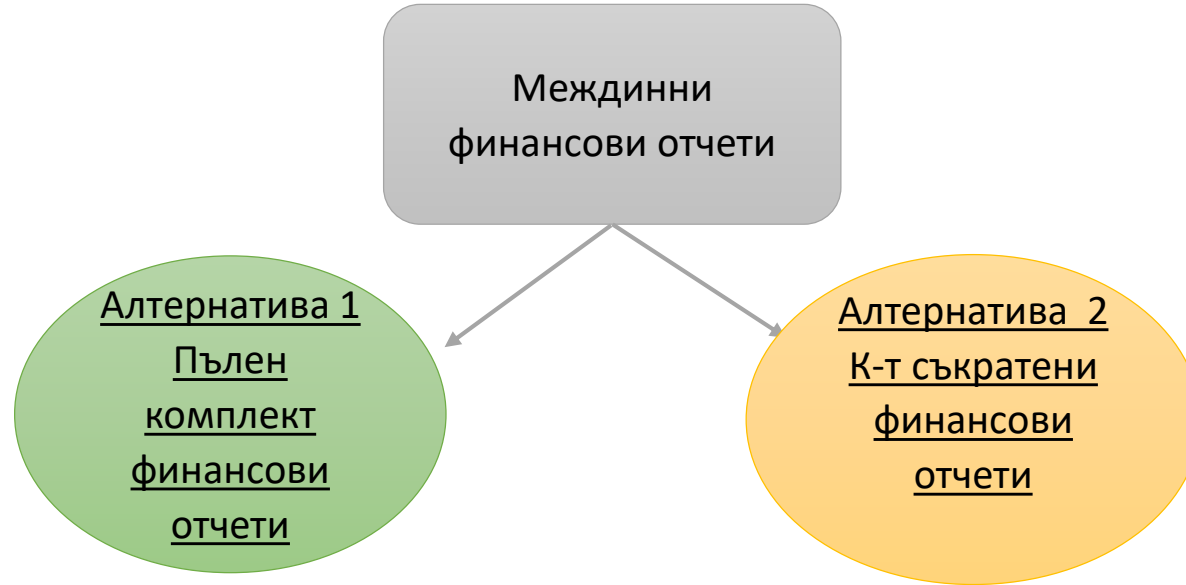 Междинни
финансови отчети
Алтернатива 1
Пълен
комплект
финансови
отчети
Алтернатива  2
К-т съкратени
финансови
отчети